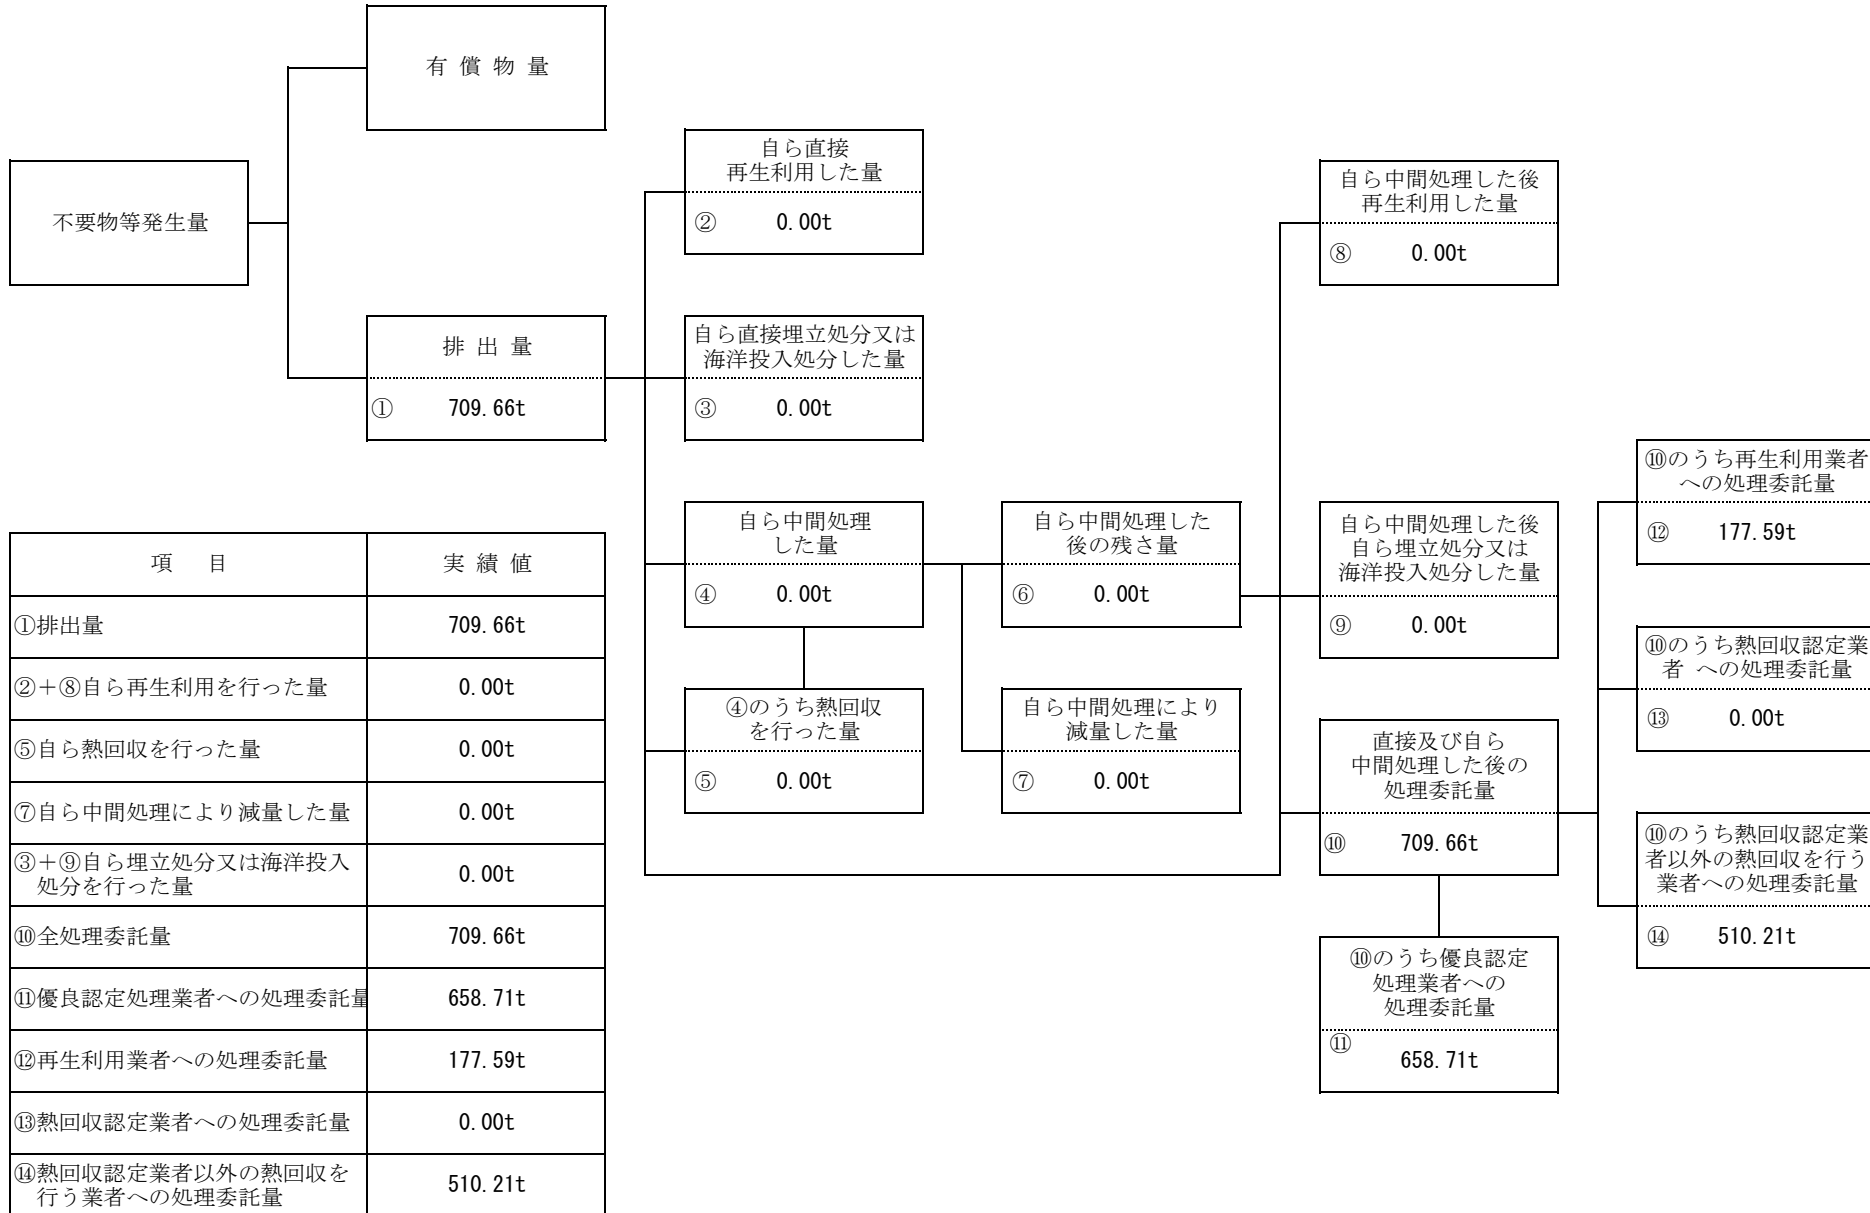 有 償 物 量
不要物等発生量
排 出 量
① 709.66t
自ら直接
再生利用した量
② 0.00t
自ら直接埋立処分又は
海洋投入処分した量
③ 0.00t
自ら中間処理
した量
④ 0.00t
④のうち熱回収
を行った量
⑤ 0.00t
自ら中間処理した
後の残さ量
⑥ 0.00t
自ら中間処理により
減量した量
⑦ 0.00t
自ら中間処理した後
再生利用した量
⑧ 0.00t
自ら中間処理した後
自ら埋立処分又は
海洋投入処分した量
⑨ 0.00t
直接及び自ら
中間処理した後の
処理委託量
⑩ 709.66t
⑩のうち優良認定
処理業者への
処理委託量
⑪ 658.71t
⑩のうち再生利用業者
への処理委託量
⑫ 177.59t
⑩のうち熱回収認定業
者 への処理委託量
⑬ 0.00t
⑩のうち熱回収認定業
者以外の熱回収を行う
業者への処理委託量
⑭ 510.21t
項 目 実 績 値
①排出量 709.66t
②＋⑧自ら再生利用を行った量 0.00t
⑤自ら熱回収を行った量 0.00t
⑦自ら中間処理により減量した量 0.00t
③＋⑨自ら埋立処分又は海洋投入
処分を行った量 0.00t
⑩全処理委託量 709.66t
⑪優良認定処理業者への処理委託量 658.71t
⑫再生利用業者への処理委託量 177.59t
⑬熱回収認定業者への処理委託量 0.00t
⑭熱回収認定業者以外の熱回収を
行う業者への処理委託量 510.21t